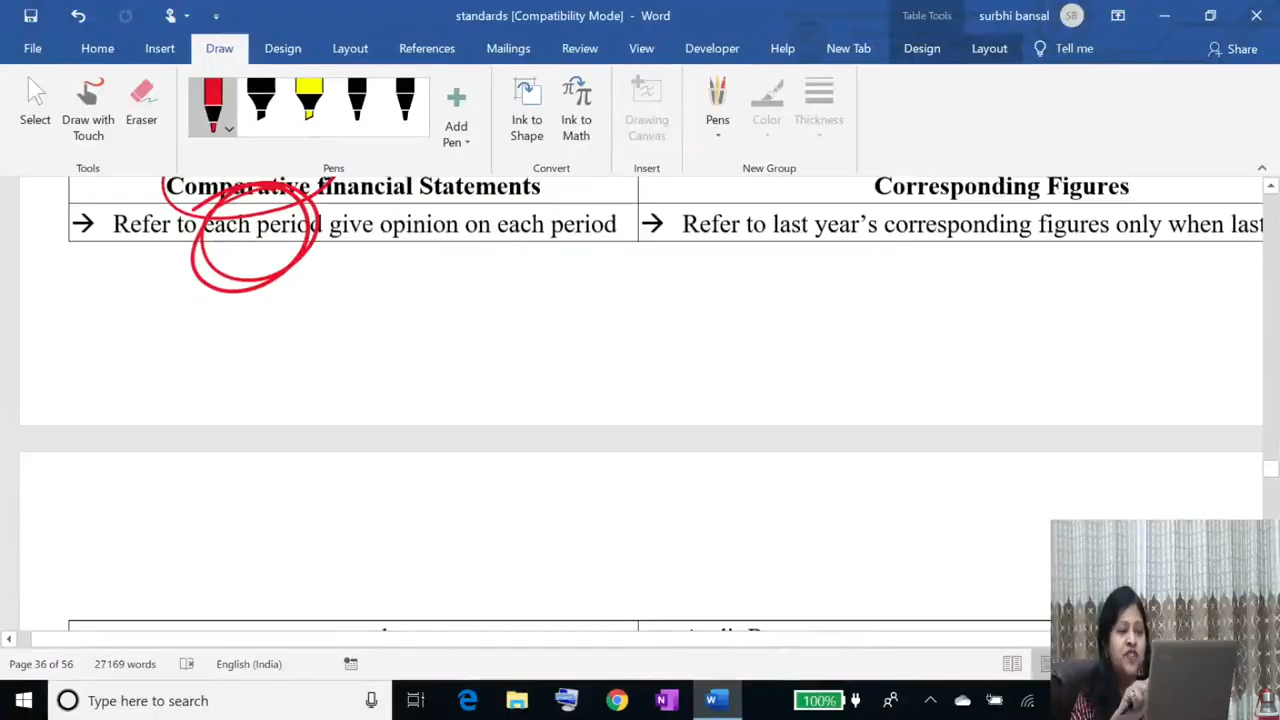 standards [Compatibility Mode] - Word
Table Tools
surbhi bansal
SB
File
Home
Insert
Draw
Design
Layout
References
Mailings
Review
View
Developer
Help
New Tab
Design
Layout
Tell me
Share
Select
Draw with
Touch
Eraser
Add
Pen
Ink to
Shape
Ink to
Math
Drawing
Canvas
Pens
Color
Thickness
Tools
Pens
Convert
Insert
New Group
Comparative financial Statements
Corresponding Figures
→ Refer to each period give opinion on each period
→ Refer to last year's corresponding figures only when last
Page 36 of 56
27169 words
English (India)
Type here to search
100%